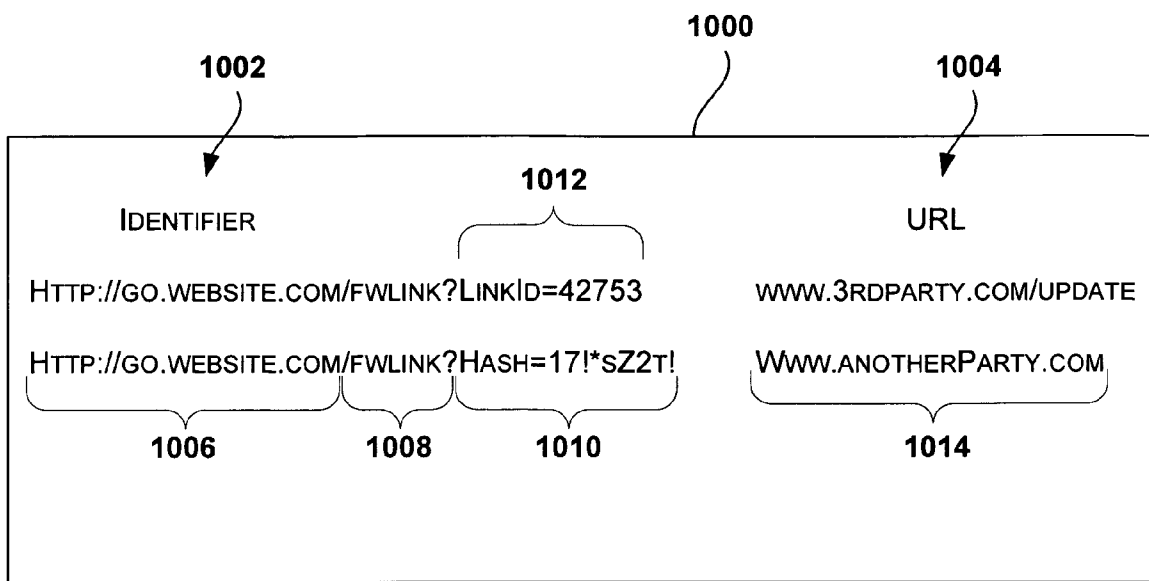 1000
1002 1004
1012
IDENTIFIER URL
HTTP://GO.WEBSITE.COM/FWLINK?LINKID=42753 WWW.3RDPARTY.COM/UPDATE
HTTP://GO.WEBSITE.COM/FWLINK?HASH=17!*SZ2T! WWW.ANOTHERPARTY.COM
1006 1008 1010 1014